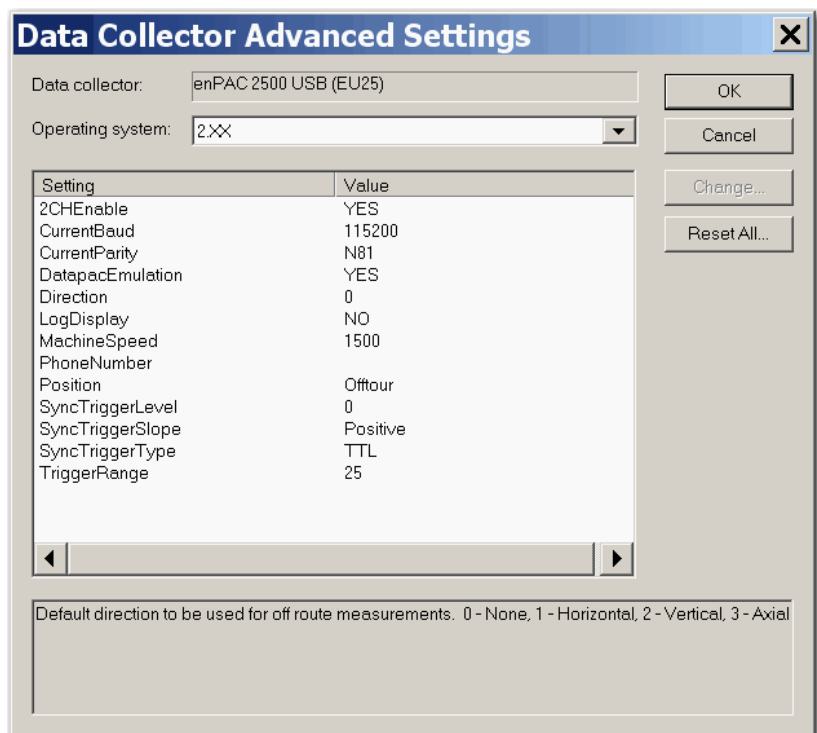 Data Collector Advanced Settings
Data collector: enPAC 2500 USB (EU25)
OK
Operating system: 2.XX
Cancel
Setting Value
Change...
2CHEnable YES
CurrentBaud 115200
Reset All...
CurrentParity N81
DatapacEmulation YES
Direction 0
LogDisplay NO
MachineSpeed 1500
PhoneNumber
Position Offtour
SyncTriggerLevel 0
SyncTriggerSlope Positive
SyncTriggerType TTL
TriggerRange 25
Default direction to be used for off route measurements. 0 - None, 1 - Horizontal, 2 - Vertical, 3 - Axial